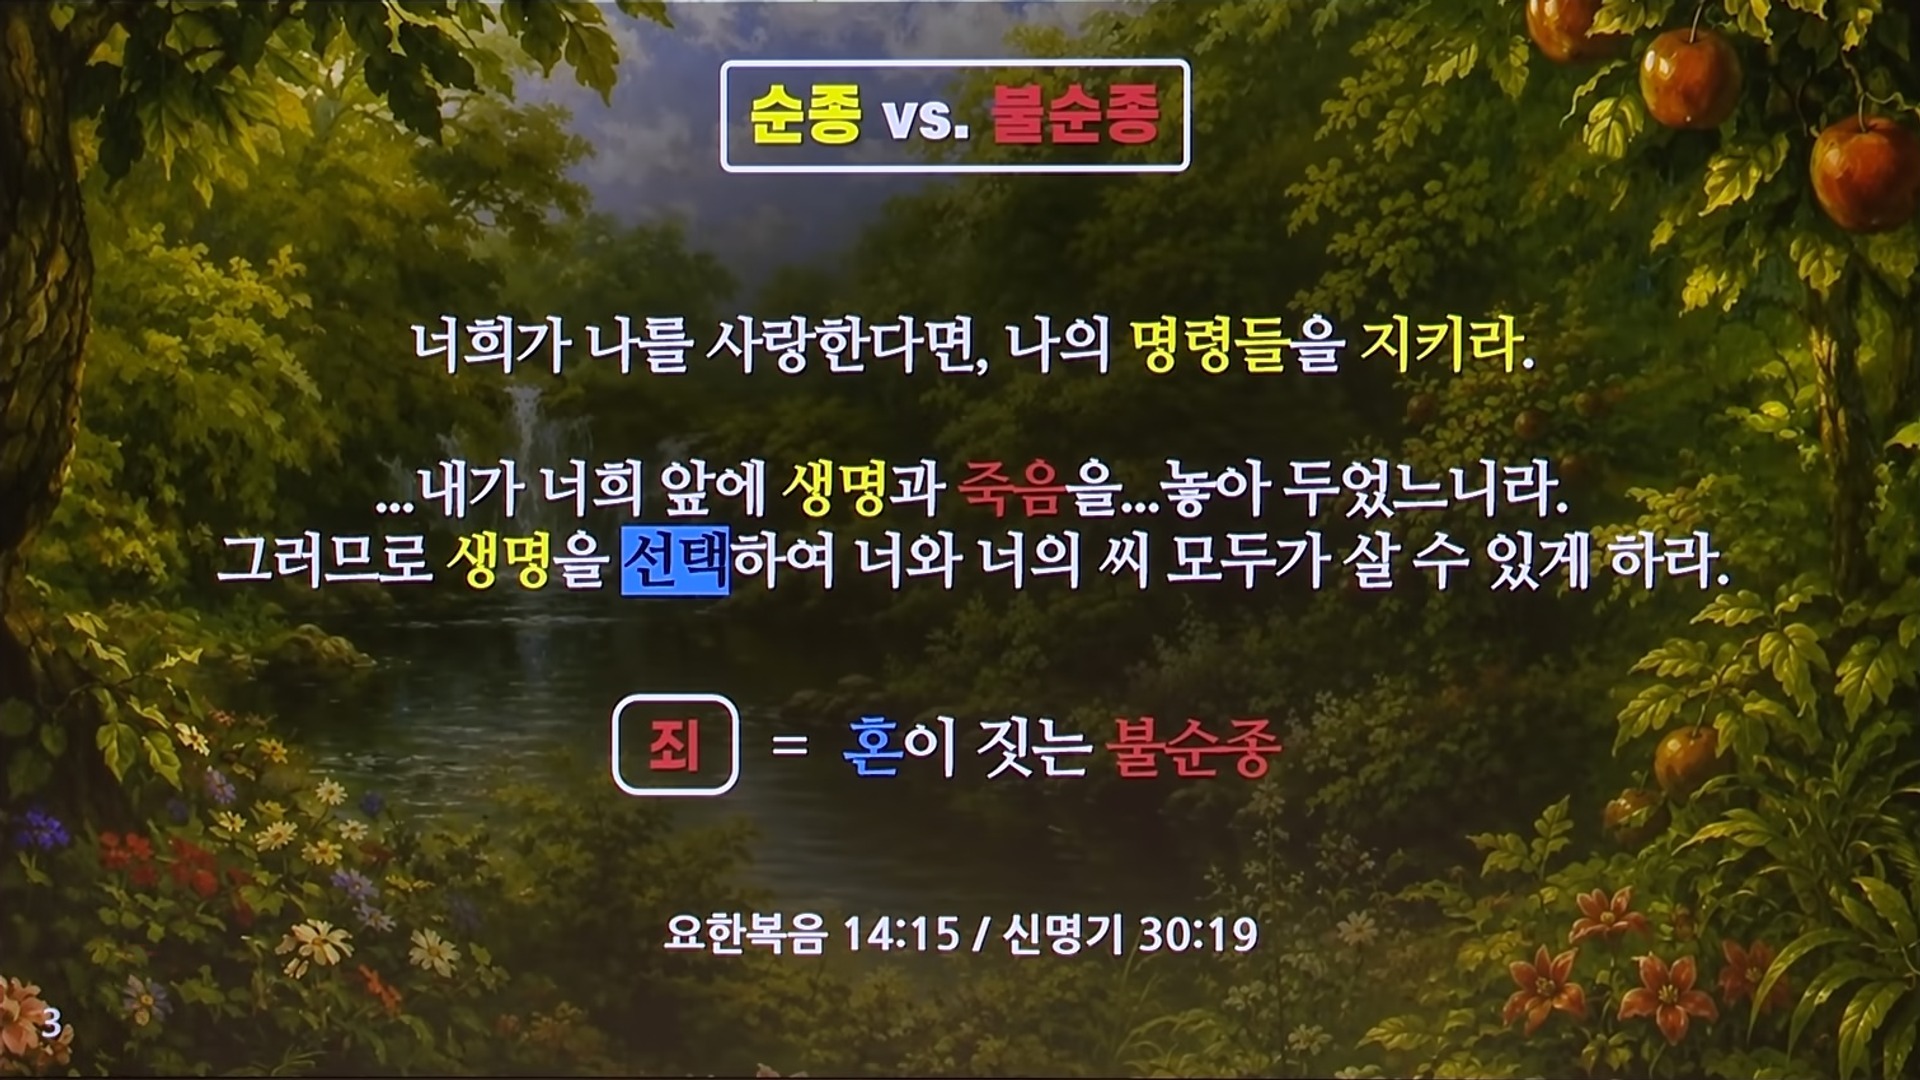 순종 vs. 불순종
너희가 나를 사랑한다면, 나의 명령들을 지키라.
...내가 너희 앞에 생명과 죽음을...놓아 두었느니라.
그러므로 생명을 선택하여 너와 너의 씨 모두가 살 수 있게 하라.
죄 = 혼이 짓는 불순종
요한복음 14:15 / 신명기 30:19
3